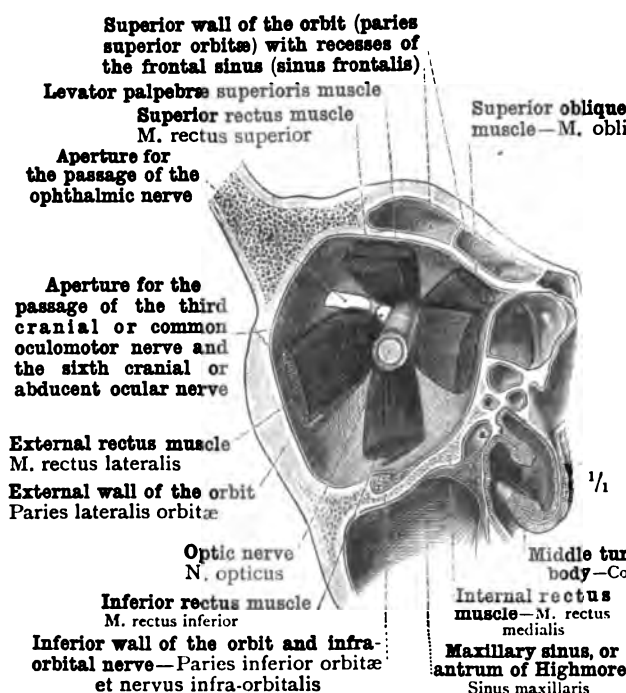 Superior wall of the orbit (paries
superior orbitæ) with recesses of
the frontal sinus (sinus frontalis)
Levator palpebræ superioris muscle
Superior rectus muscle
M. rectus superior
Superior oblique
muscle—M. obli
Aperture for
the passage of the
ophthalmic nerve
Aperture for the
passage of the third
cranial or common
oculomotor nerve and
the sixth cranial or
abducent ocular nerve
External rectus muscle
M. rectus lateralis
External wall of the orbit
Paries lateralis orbitæ
1/1
Optic nerve
N. opticus
Middle tur
body—Co
Inferior rectus muscle
M. rectus inferior
Internal rectus
muscle—M. rectus
medialis
Inferior wall of the orbit and infra-
orbital nerve—Paries inferior orbitæ
et nervus infra-orbitalis
Maxillary sinus, or
antrum of Highmore
Sinus maxillaris